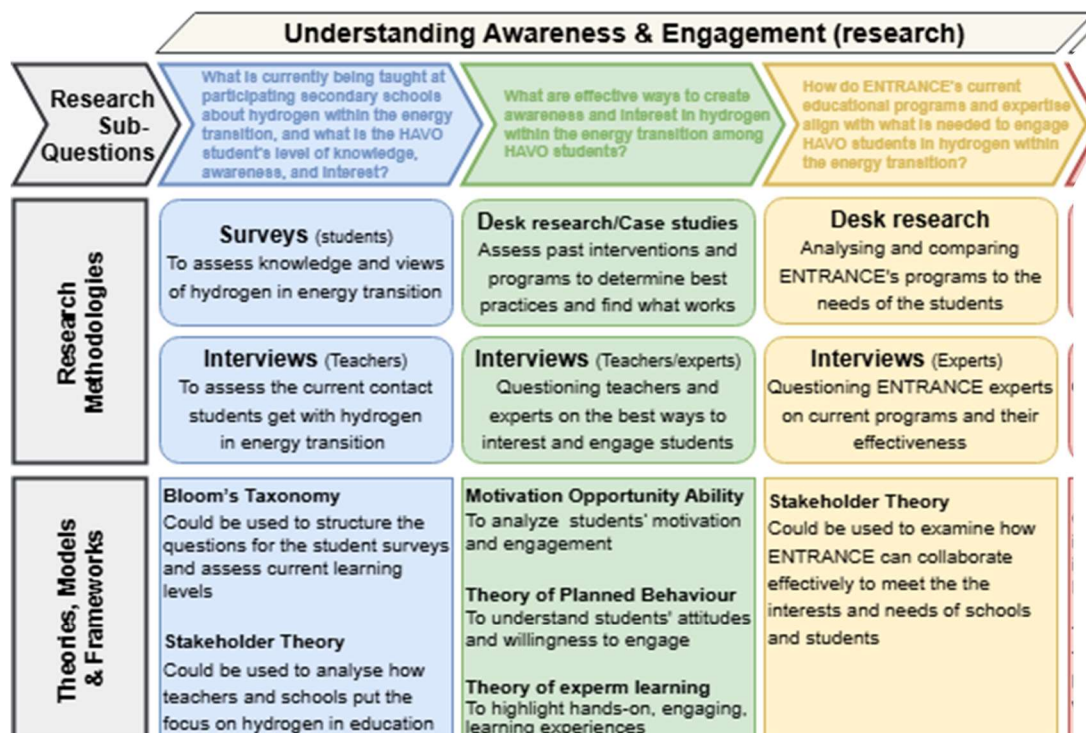 Understanding Awareness & Engagement (research)
Research
Sub-
Questions
What is currently being taught at
participating secondary schools
about hydrogen within the energy
transition, and what is the HAVO
student's level of knowledge,
awareness, and interest?
What are effective ways to create
awareness and interest in hydrogen
within the energy transition among
HAVO students?
How do ENTRANCE's current
educational programs and expertise
align with what is needed to engage
HAVO students in hydrogen within
the energy transition?
Research
Methodologies
Surveys (students)
To assess knowledge and views
of hydrogen in energy transition
Desk research/Case studies
Assess past interventions and
programs to determine best
practices and find what works
Desk research
Analysing and comparing
ENTRANCE's programs to the
needs of the students
Interviews (Teachers)
To assess the current contact
students get with hydrogen
in energy transition
Interviews (Teachers/experts)
Questioning teachers and
experts on the best ways to
interest and engage students
Interviews (Experts)
Questioning ENTRANCE experts
on current programs and their
effectiveness
Theories, Models
& Frameworks
Bloom's Taxonomy
Could be used to structure the
questions for the student surveys
and assess current learning
levels
Stakeholder Theory
Could be used to analyse how
teachers and schools put the
focus on hydrogen in education
Motivation Opportunity Ability
To analyze students' motivation
and engagement
Theory of Planned Behaviour
To understand students' attitudes
and willingness to engage
Theory of experm learning
To highlight hands-on, engaging,
learning experiences
Stakeholder Theory
Could be used to examine how
ENTRANCE can collaborate
effectively to meet the the
interests and needs of schools
and students